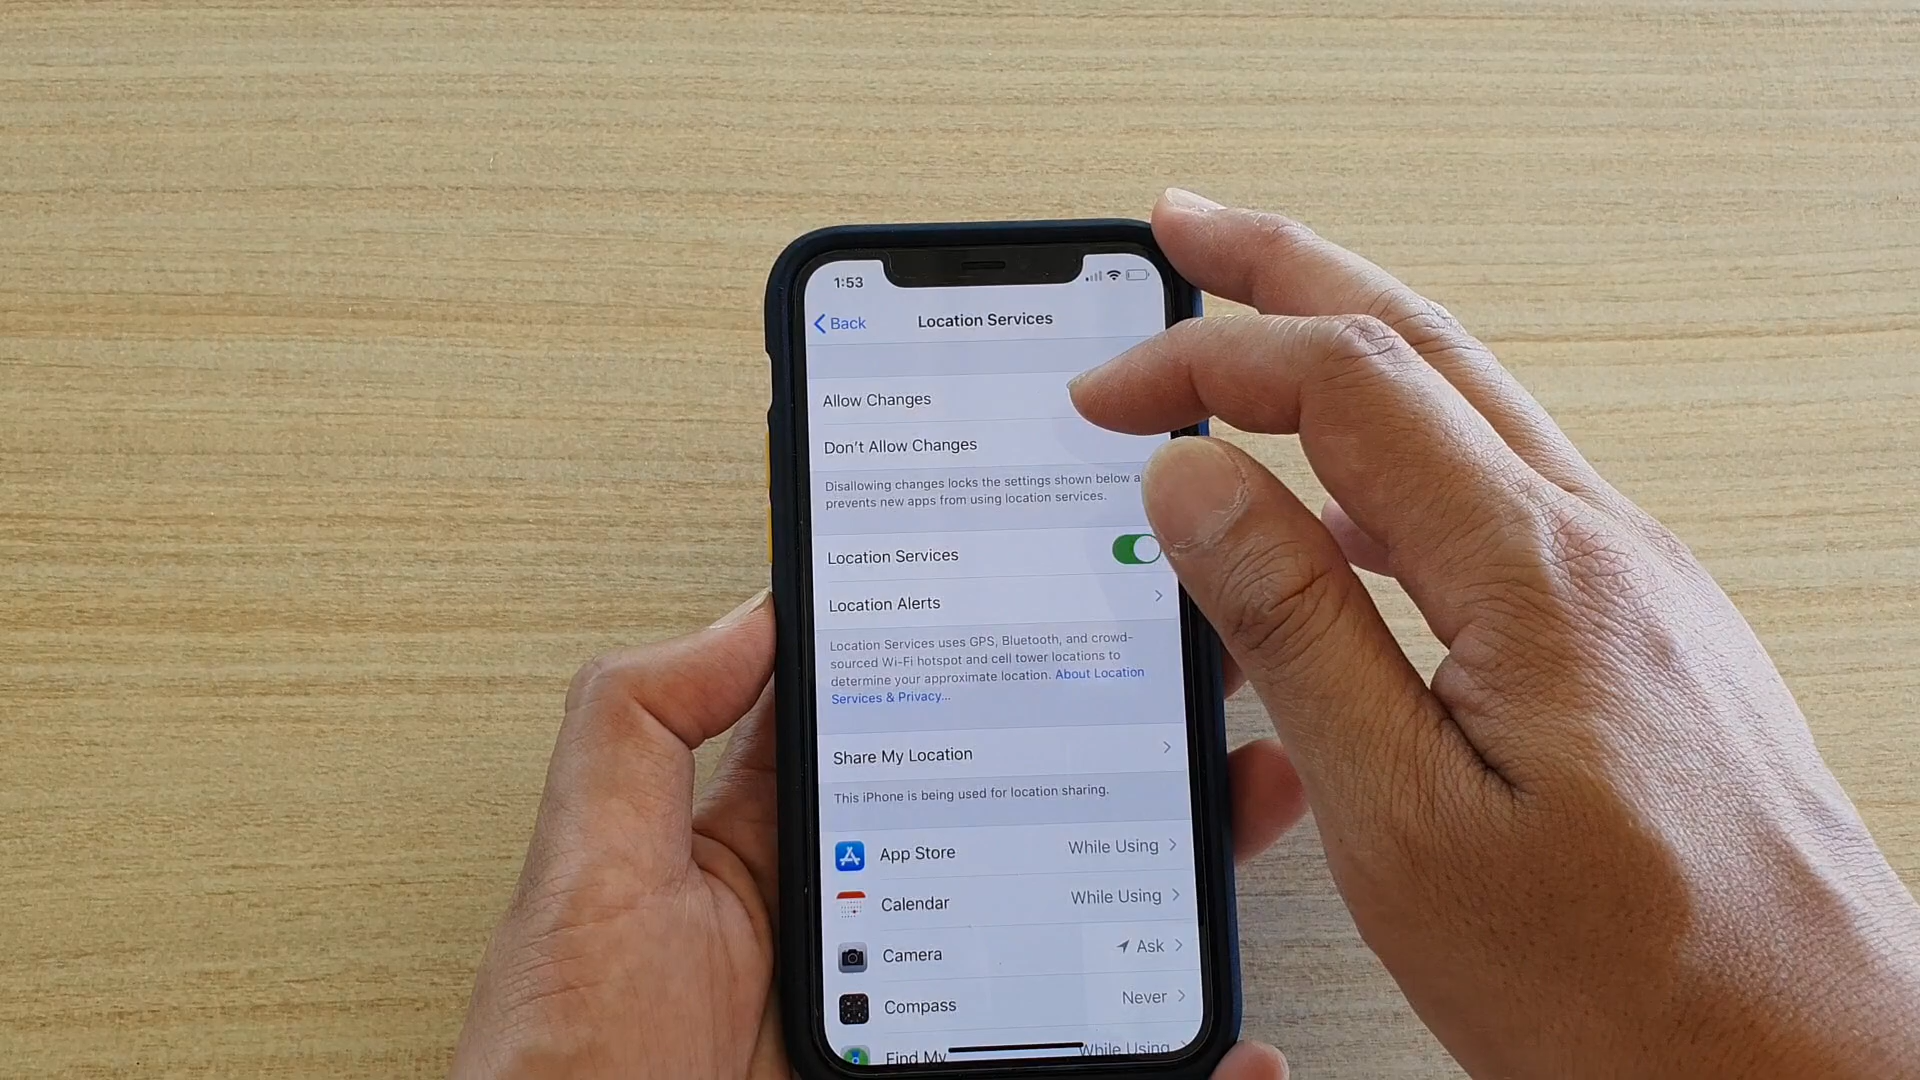 1:53
Back
Location Services
Allow Changes
Don't Allow Changes
Disallowing changes locks the settings shown below a
prevents new apps from using location services.
Location Services
Location Alerts
Location Services uses GPS, Bluetooth, and crowd-
sourced Wi-Fi hotspot and cell tower locations to
determine your approximate location. About Location
Services & Privacy...
Share My Location
This iPhone is being used for location sharing.
App Store While Using
Calendar While Using
Camera Ask
Compass Never
Find My While Using